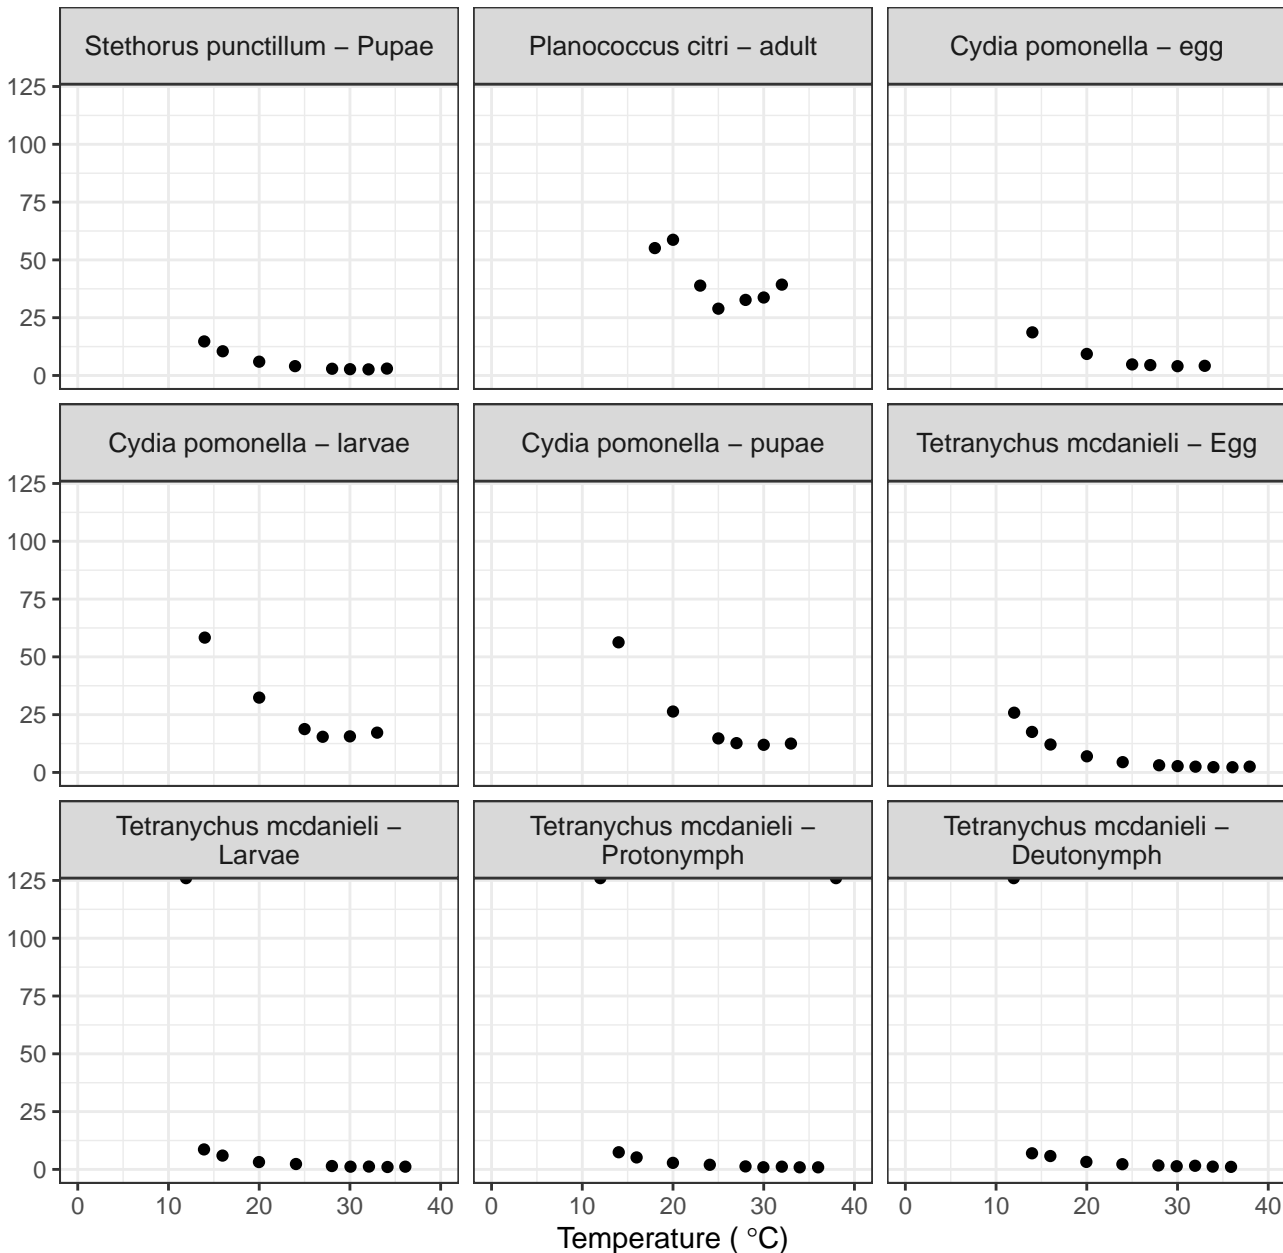 Stethorus punctillum − Pupae
Planococcus citri − adult
Cydia pomonella − egg
125
100
75
50
25
0
Cydia pomonella − larvae
Cydia pomonella − pupae
Tetranychus mcdanieli − Egg
125
100
75
50
25
0
Tetranychus mcdanieli −
Larvae
Tetranychus mcdanieli −
Protonymph
Tetranychus mcdanieli −
Deutonymph
125
100
75
50
25
0
0 10 20 30 40
0 10 20 30 40
0 10 20 30 40
Temperature ( °C)